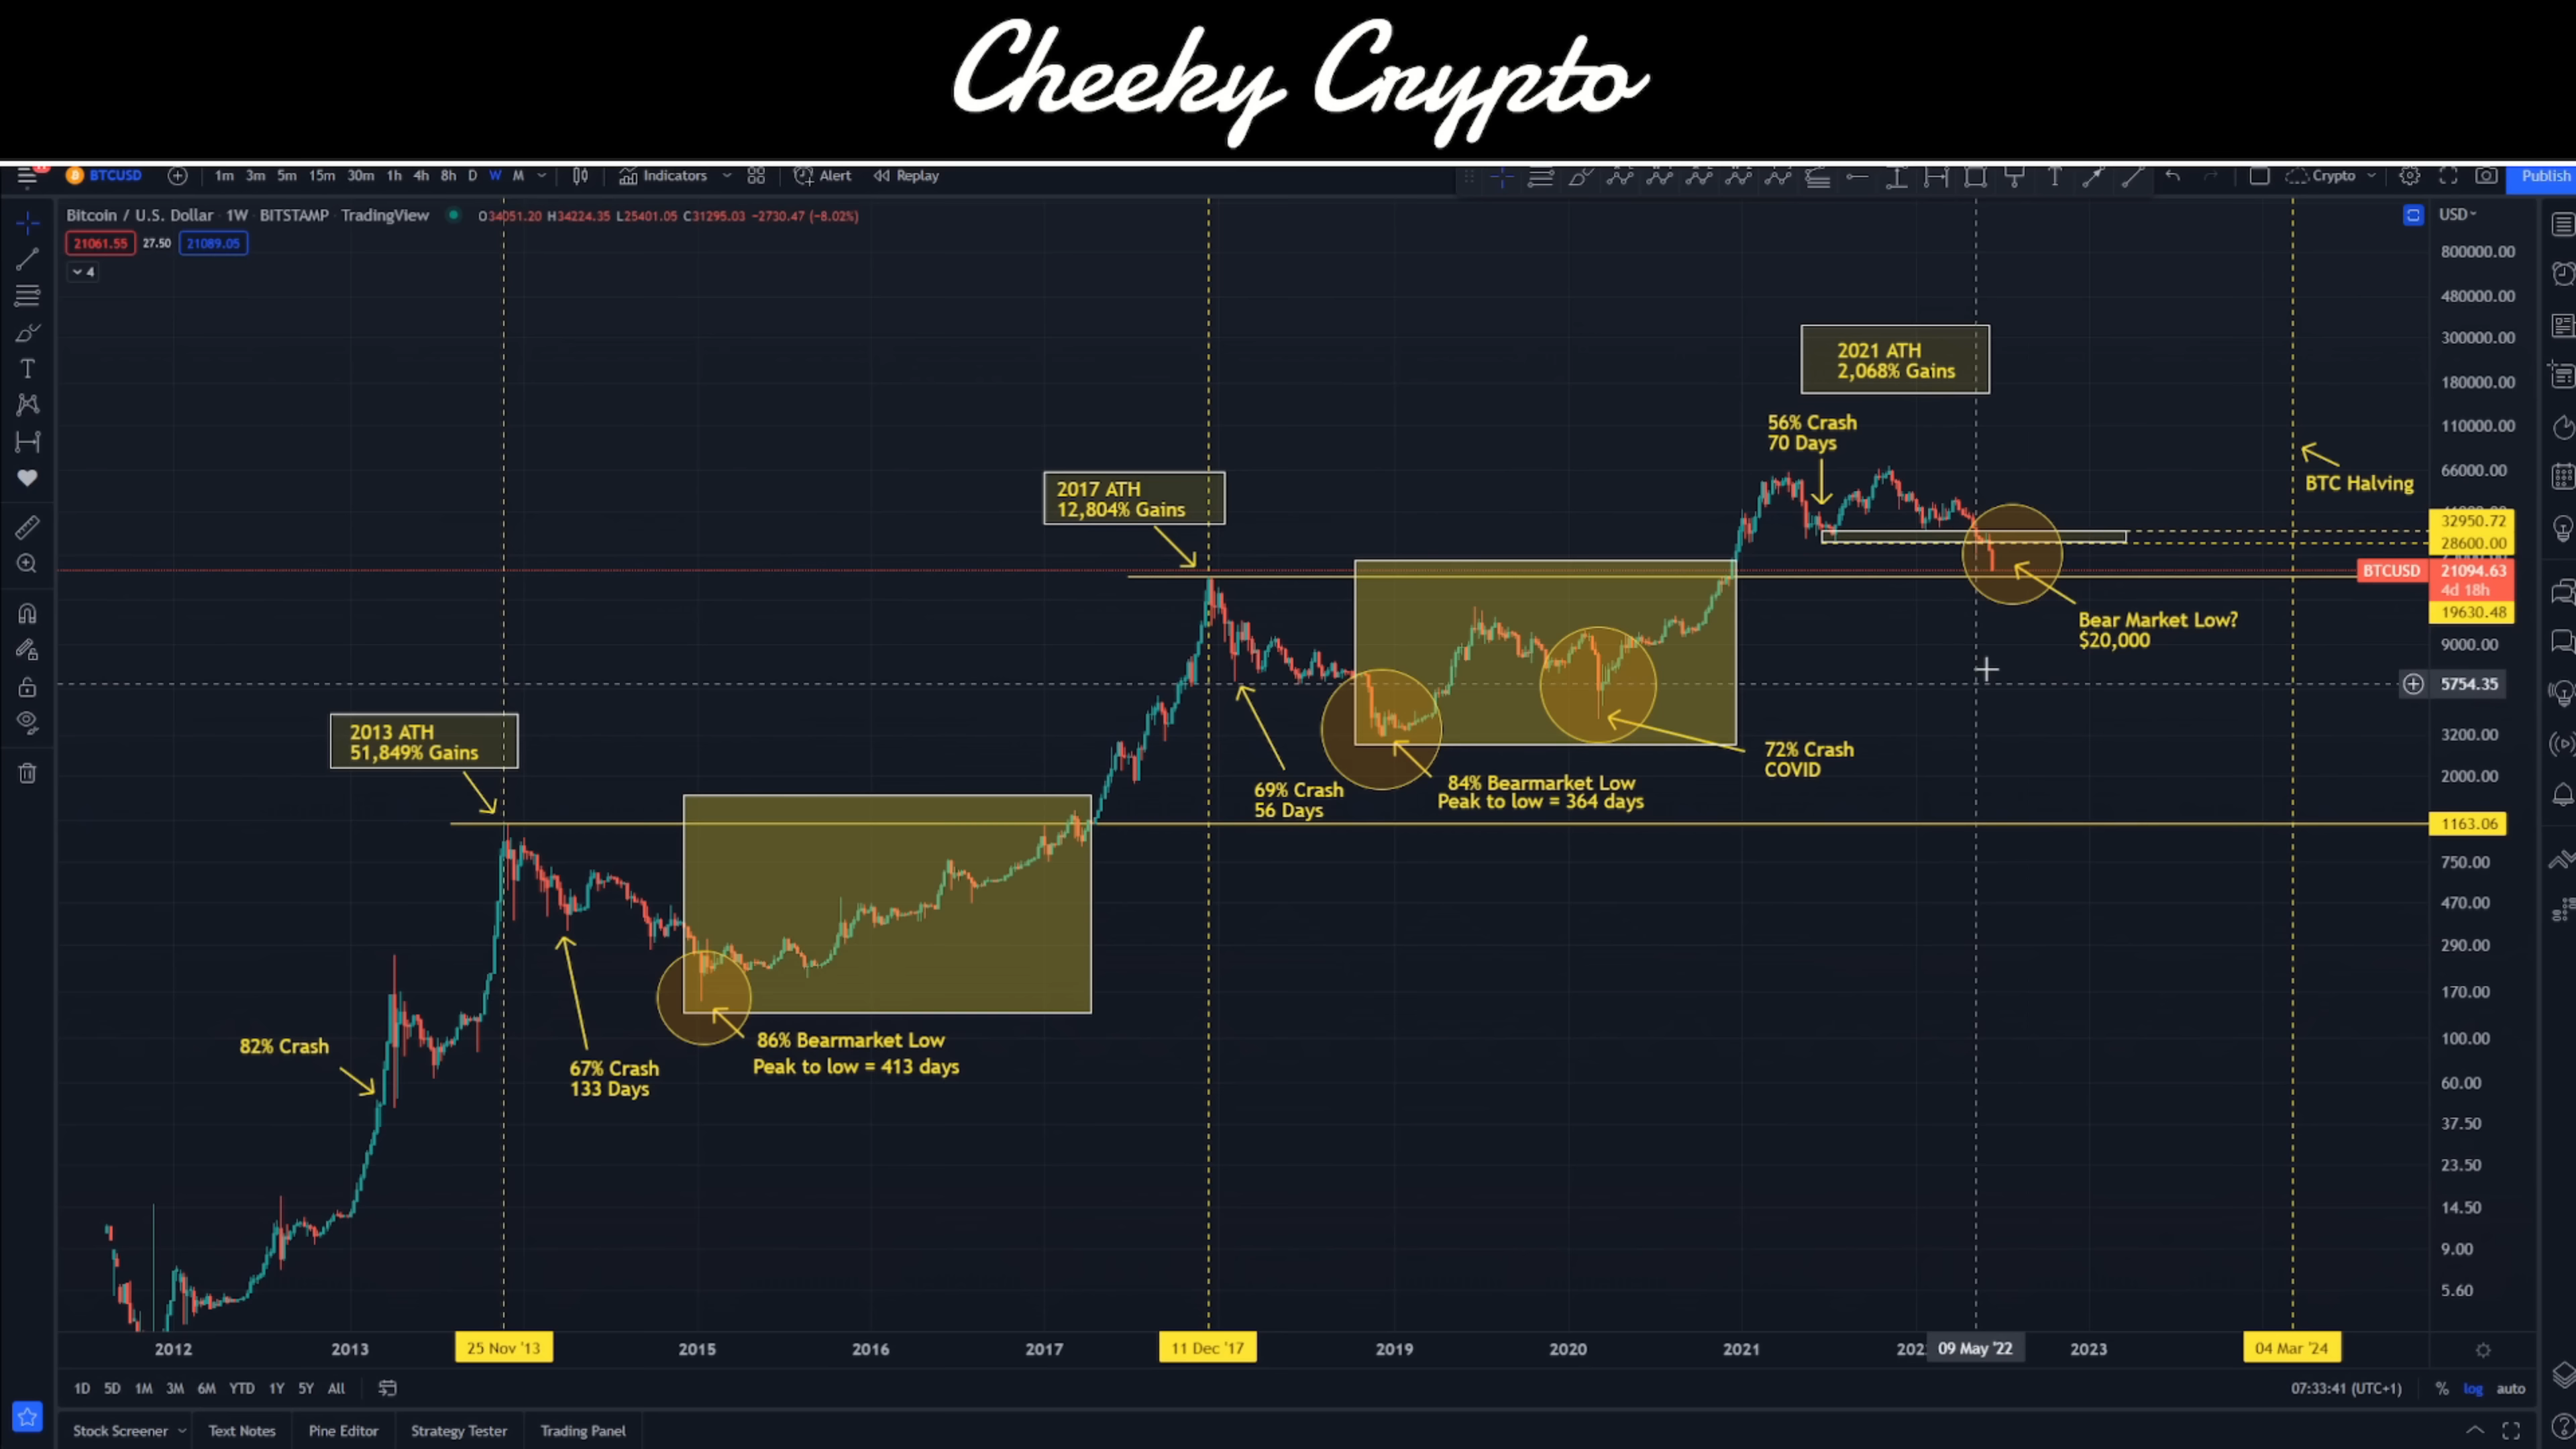 Cheeky Crypto
BTCUSD 1m 3m 5m 15m 30m 1h 4h 8h D W M Indicators Alert Replay Crypto Publish
Bitcoin / U.S. Dollar · 1W · BITSTAMP · TradingView O34051.20 H34224.35 L25401.05 C31295.03 −2730.47 (−8.02%) USD
21061.55 27.50 21089.05
4
800000.00
480000.00
300000.00
180000.00
110000.00
66000.00
32950.72
28600.00
BTCUSD 21094.63
4d 18h
19630.48
9000.00
5754.35
3200.00
2000.00
1163.06
750.00
470.00
290.00
170.00
100.00
60.00
37.50
23.50
14.50
9.00
5.60
2021 ATH
2,068% Gains
56% Crash
70 Days
BTC Halving
2017 ATH
12,804% Gains
Bear Market Low?
$20,000
2013 ATH
51,849% Gains
72% Crash
COVID
69% Crash
56 Days
84% Bearmarket Low
Peak to low = 364 days
82% Crash
67% Crash
133 Days
86% Bearmarket Low
Peak to low = 413 days
2012 2013 25 Nov '13 2015 2016 2017 11 Dec '17 2019 2020 2021 09 May '22 2023 04 Mar '24
1D 5D 1M 3M 6M YTD 1Y 5Y All 07:33:41 (UTC+1) % log auto
Stock Screener Text Notes Pine Editor Strategy Tester Trading Panel